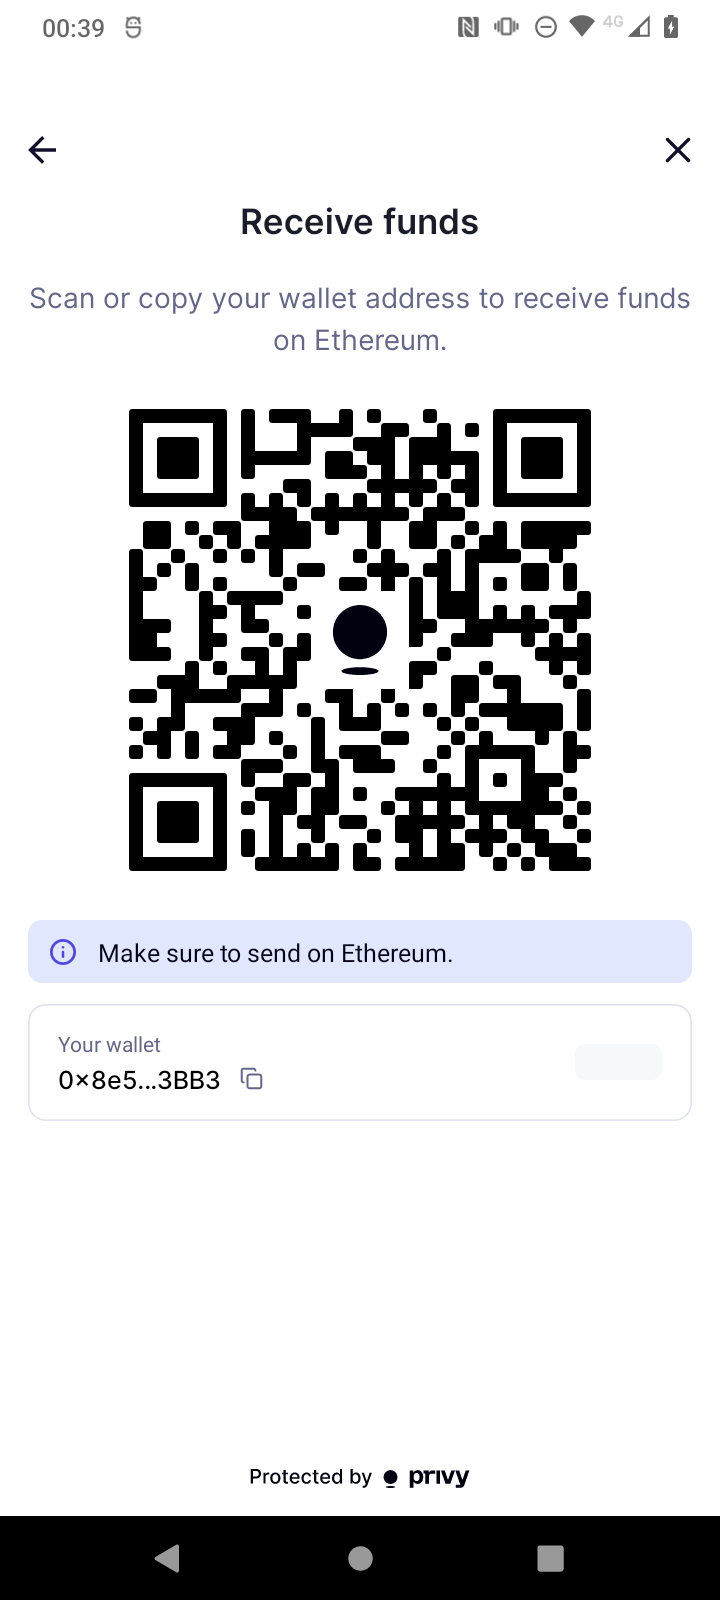 00:39
4G
Receive funds
Scan or copy your wallet address to receive funds
on Ethereum.
Make sure to send on Ethereum.
Your wallet
0x8e5...3BB3
Protected by privy